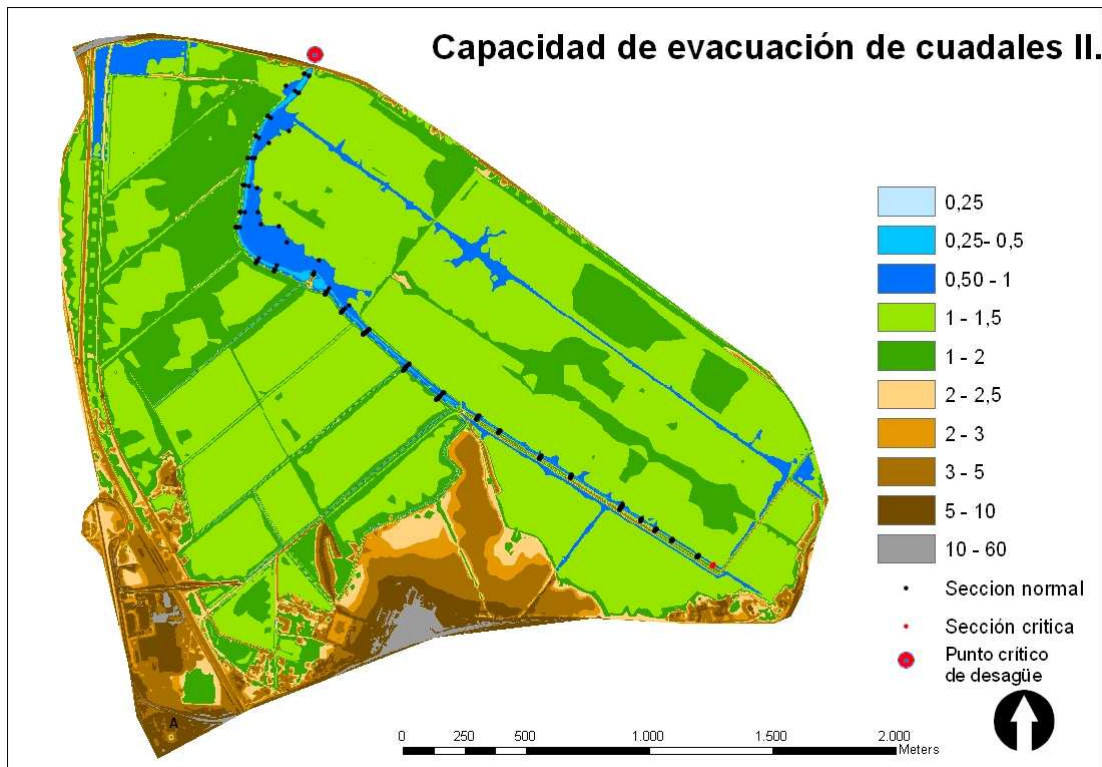 Capacidad de evacuación de cuadales II.
0,25
0,25- 0,5
0,50 - 1
1 - 1,5
1 - 2
2 - 2,5
2 - 3
3 - 5
5 - 10
10 - 60
Seccion normal
Sección critica
Punto crítico
de desagüe
A
0 250 500 1.000 1.500 2.000
Meters